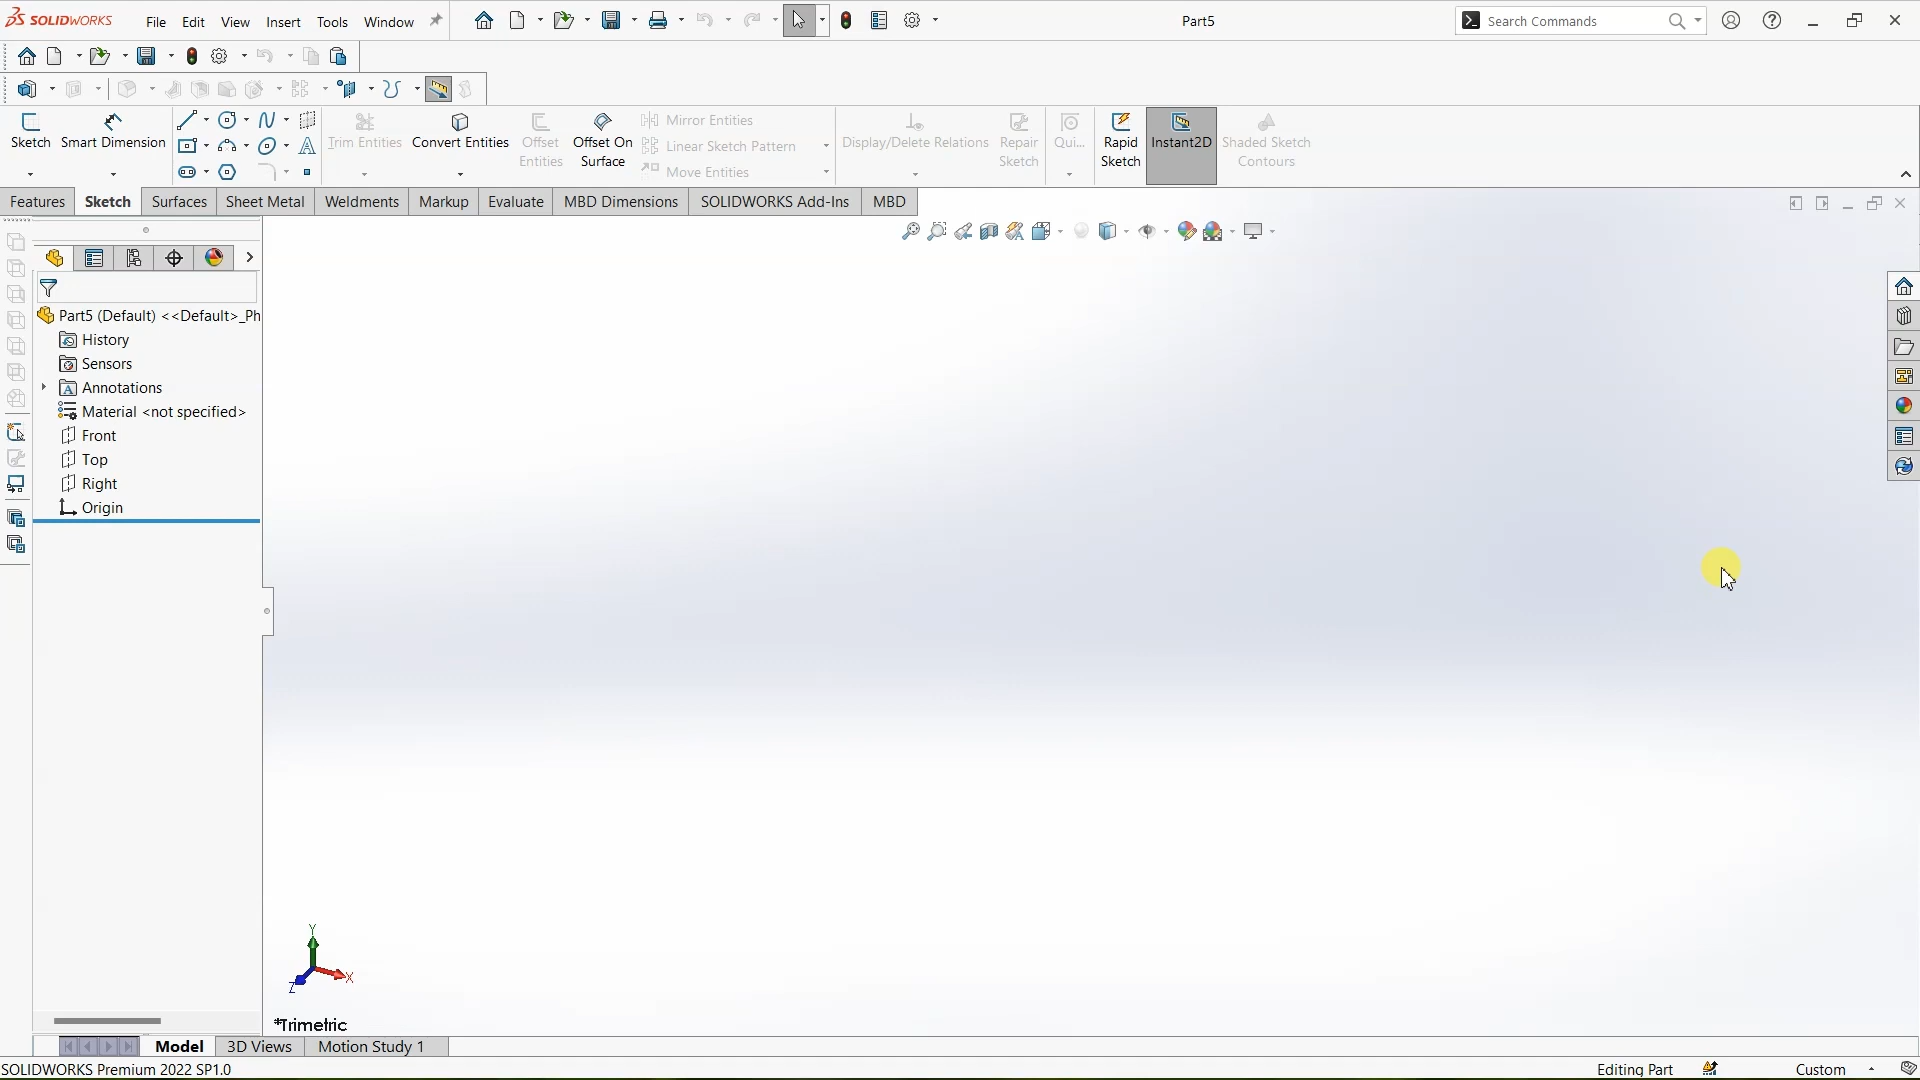 SOLIDWORKS File Edit View Insert Tools Window Part5 Search Commands
Sketch Smart Dimension Trim Entities Convert Entities Offset Entities Offset On Surface Mirror Entities Linear Sketch Pattern Move Entities Display/Delete Relations Repair Sketch Qui... Rapid Sketch Instant2D Shaded Sketch Contours
Features Sketch Surfaces Sheet Metal Weldments Markup Evaluate MBD Dimensions SOLIDWORKS Add-Ins MBD
Part5 (Default) <<Default>_Ph
History
Sensors
A Annotations
Material <not specified>
Front
Top
Right
Origin
Y
X
Z
*Trimetric
Model 3D Views Motion Study 1
SOLIDWORKS Premium 2022 SP1.0 Editing Part Custom